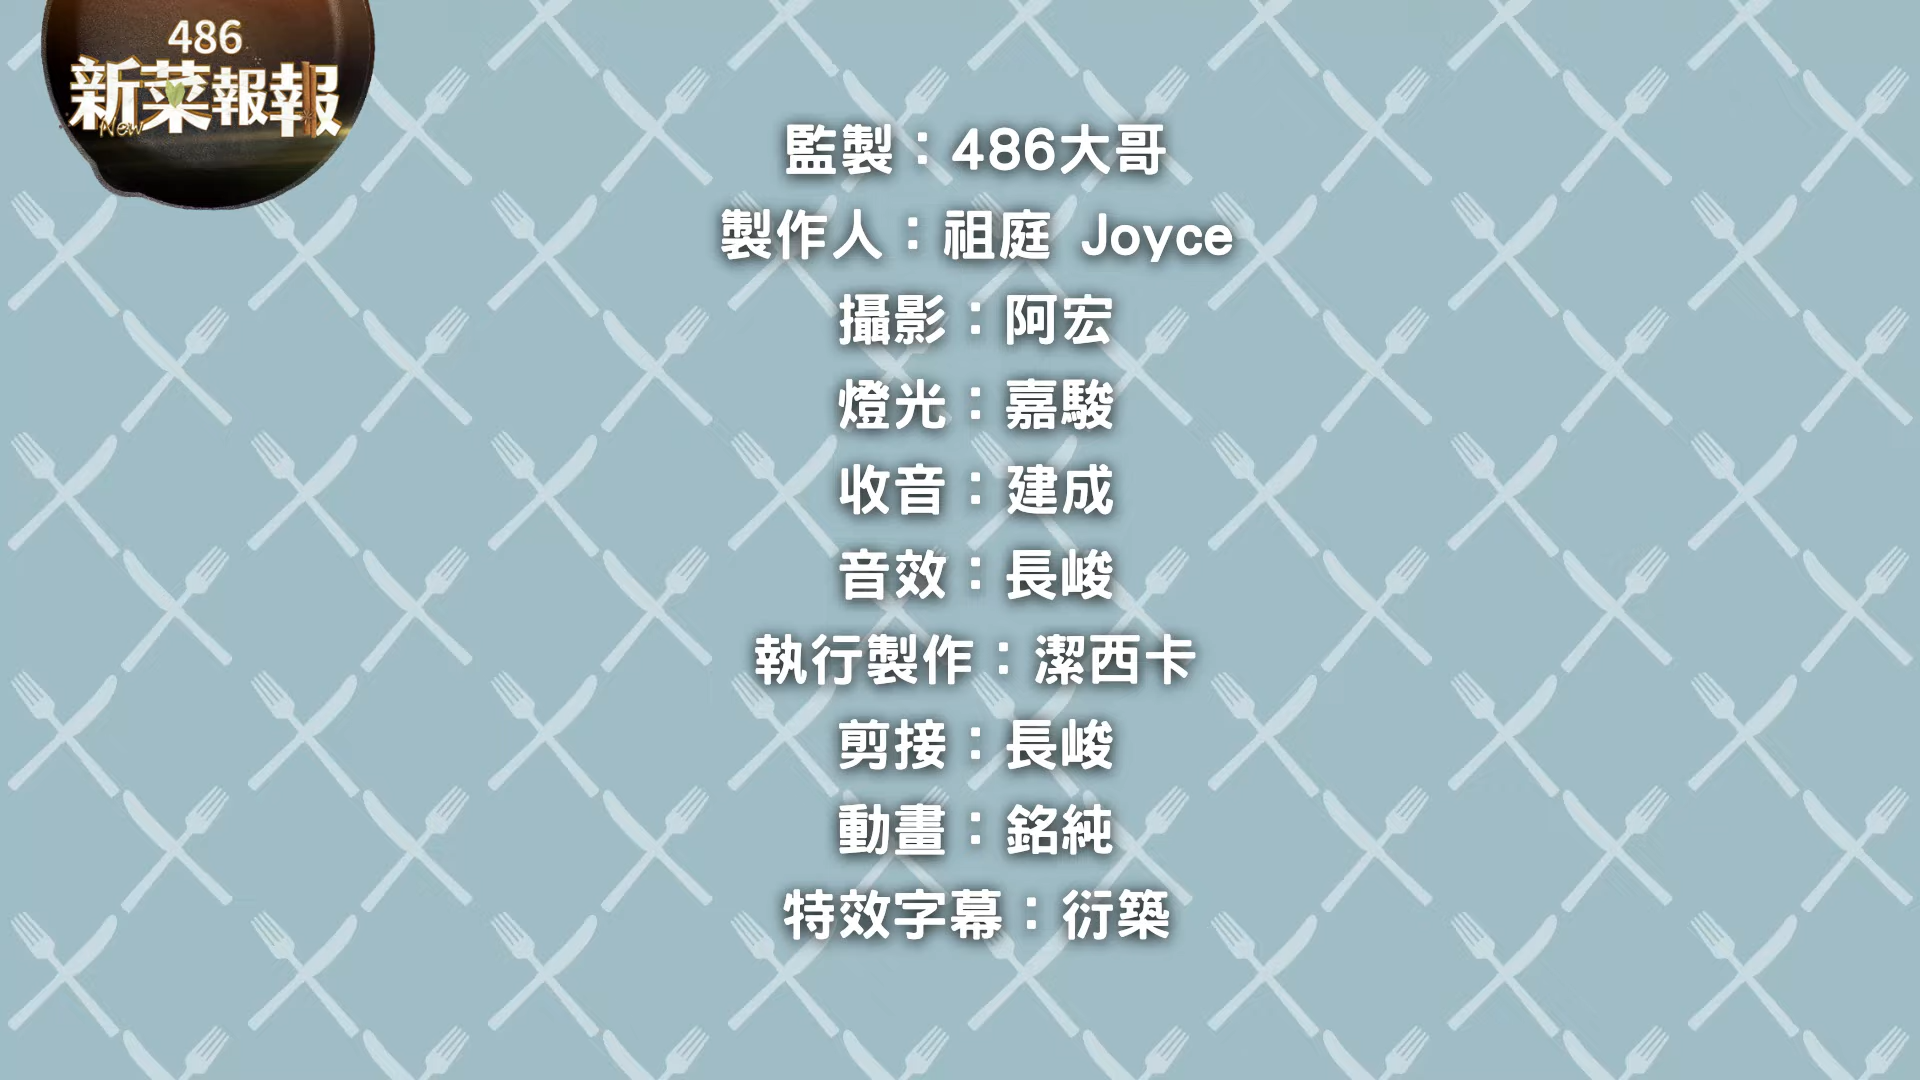 486
新菜報報
New
監製：486大哥
製作人：祖庭 Joyce
攝影：阿宏
燈光：嘉駿
收音：建成
音效：長峻
執行製作：潔西卡
剪接：長峻
動畫：銘純
特效字幕：衍築